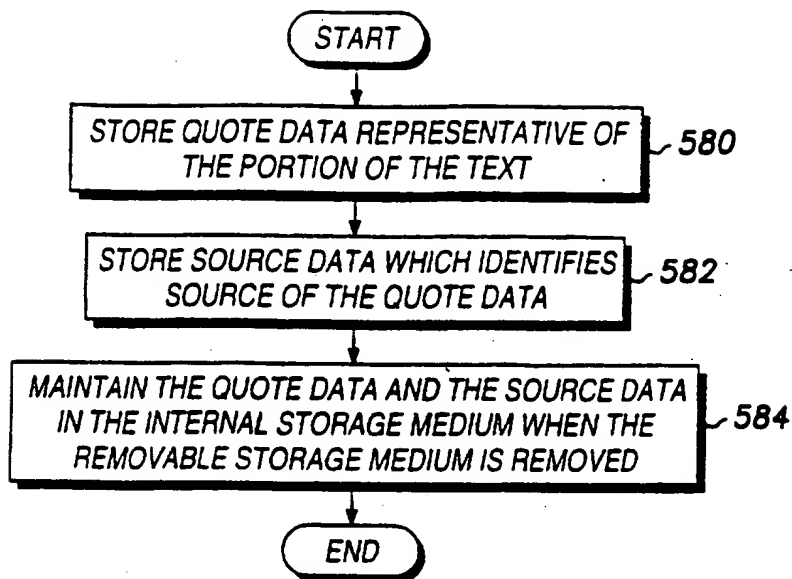 START
STORE QUOTE DATA REPRESENTATIVE OF
THE PORTION OF THE TEXT
580
STORE SOURCE DATA WHICH IDENTIFIES
SOURCE OF THE QUOTE DATA
582
MAINTAIN THE QUOTE DATA AND THE SOURCE DATA
IN THE INTERNAL STORAGE MEDIUM WHEN THE
REMOVABLE STORAGE MEDIUM IS REMOVED
584
END